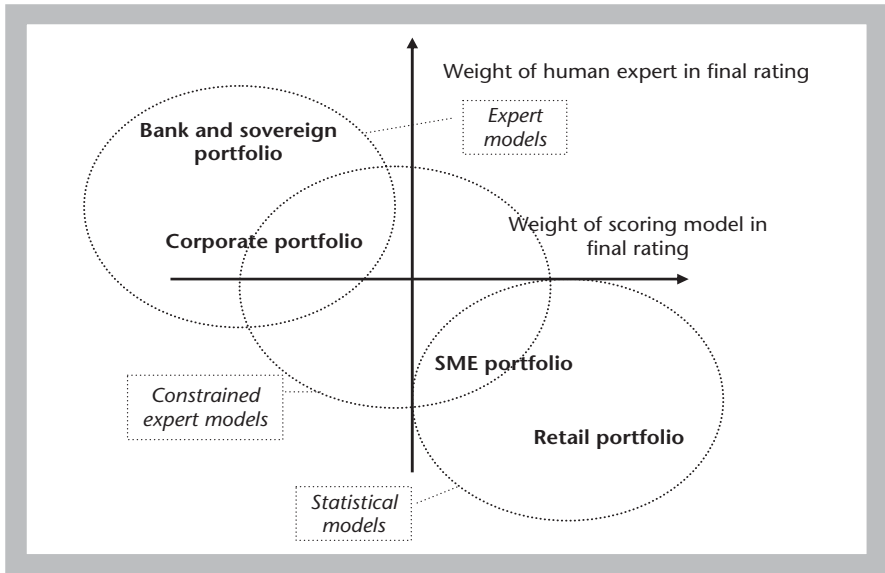 Weight of human expert in final rating
Expert
models
Bank and sovereign
portfolio
Weight of scoring model in
final rating
Corporate portfolio
SME portfolio
Constrained
expert models
Retail portfolio
Statistical
models